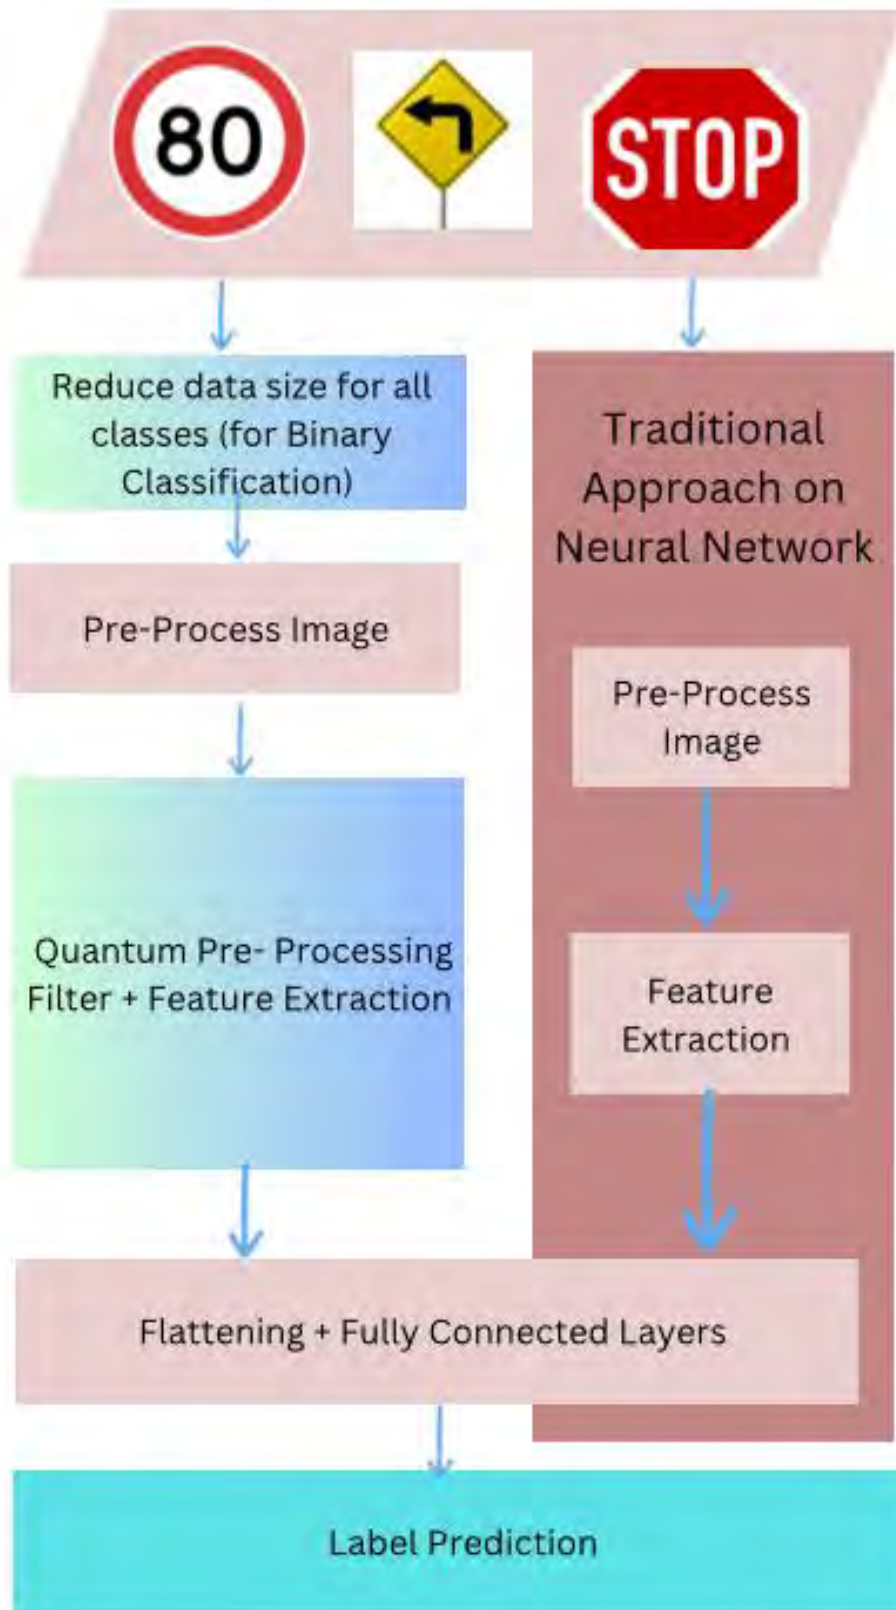 80
STOP
Reduce data size for all
classes (for Binary
Classification)
Pre-Process Image
Quantum Pre- Processing
Filter + Feature Extraction
Traditional
Approach on
Neural Network
Pre-Process
Image
Feature
Extraction
Flattening + Fully Connected Layers
Label Prediction